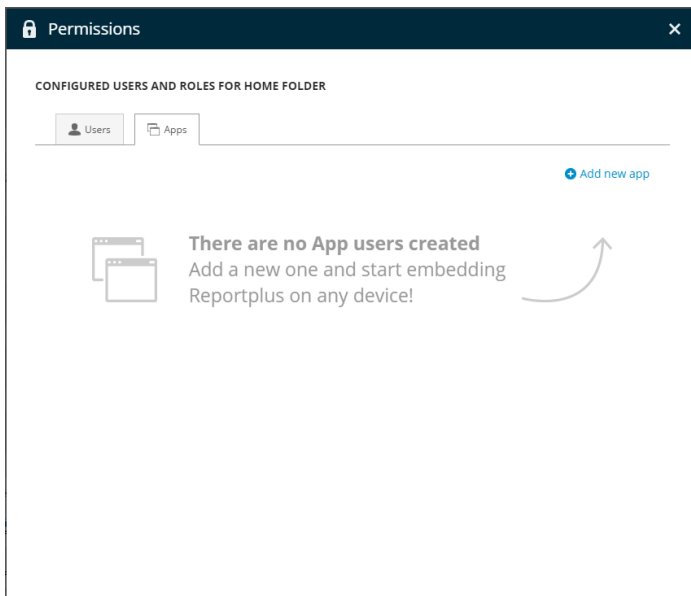 Permissions
CONFIGURED USERS AND ROLES FOR HOME FOLDER
Users
Apps
Add new app
There are no App users created
Add a new one and start embedding
Reportplus on any device!